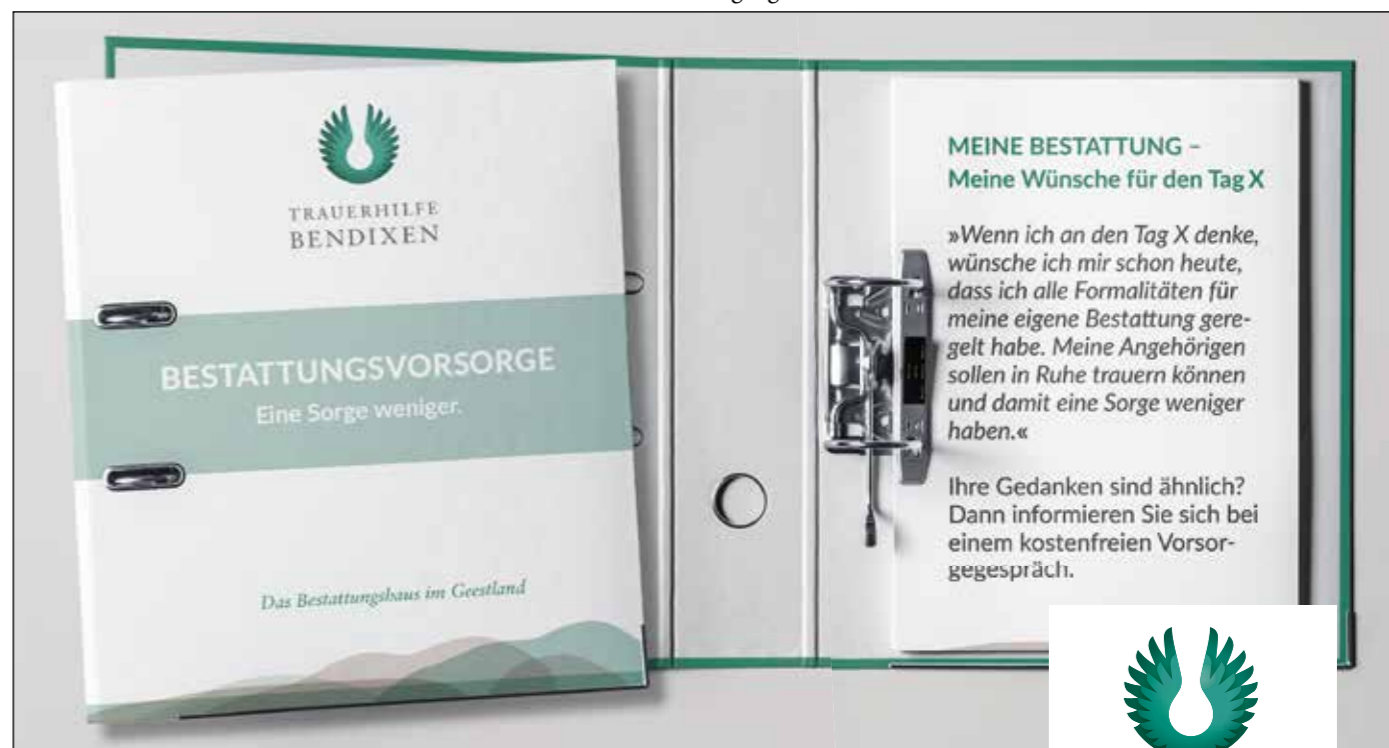 TRAUERHILFE
BENDIXEN
BESTATTUNGSVORSORGE
Eine Sorge weniger.
Das Bestattungshaus im Geestland
MEINE BESTATTUNG –
Meine Wünsche für den Tag X
»Wenn ich an den Tag X denke,
wünsche ich mir schon heute,
dass ich alle Formalitäten für
meine eigene Bestattung gere-
gelt habe. Meine Angehörigen
sollen in Ruhe trauern können
und damit eine Sorge weniger
haben.«
Ihre Gedanken sind ähnlich?
Dann informieren Sie sich bei
einem kostenfreien Vorsor-
gegespräch.